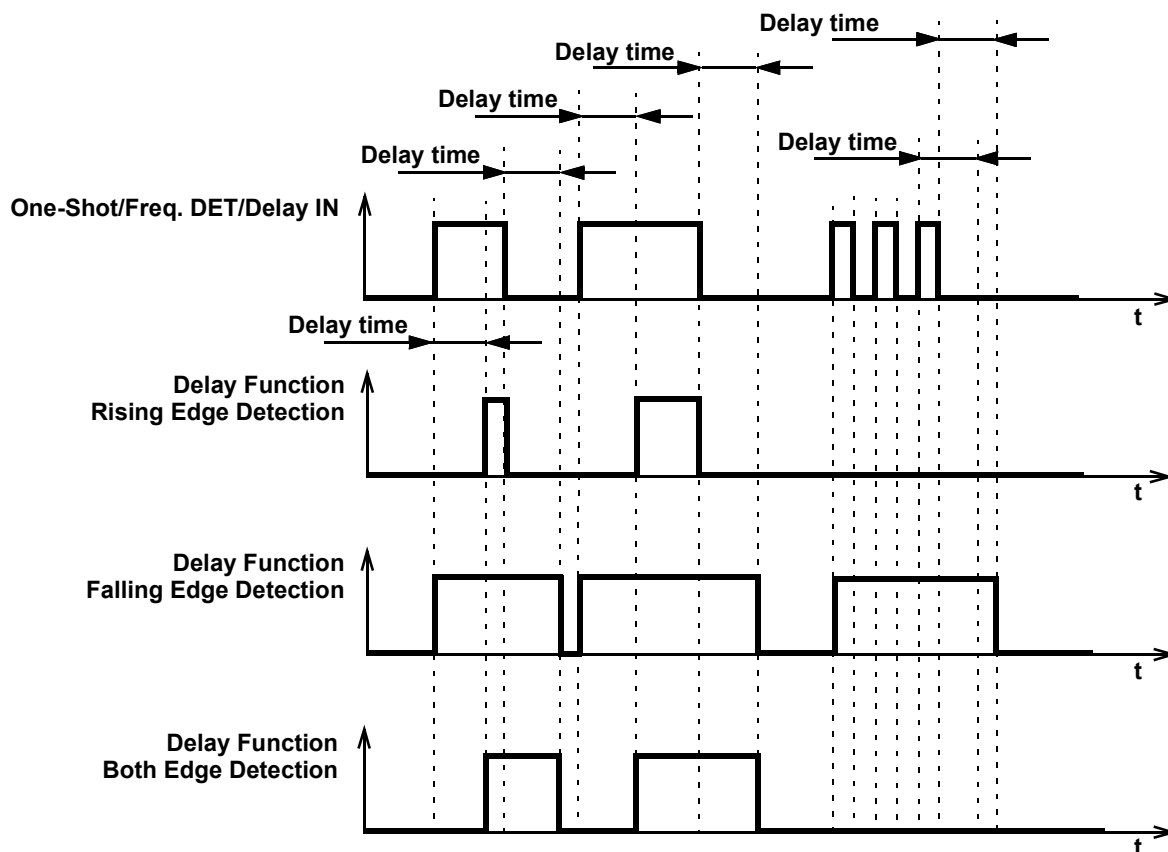 Delay time
Delay time
Delay time
Delay time
Delay time
One-Shot/Freq. DET/Delay IN
t
Delay time
Delay Function
Rising Edge Detection
t
Delay Function
Falling Edge Detection
t
Delay Function
Both Edge Detection
t